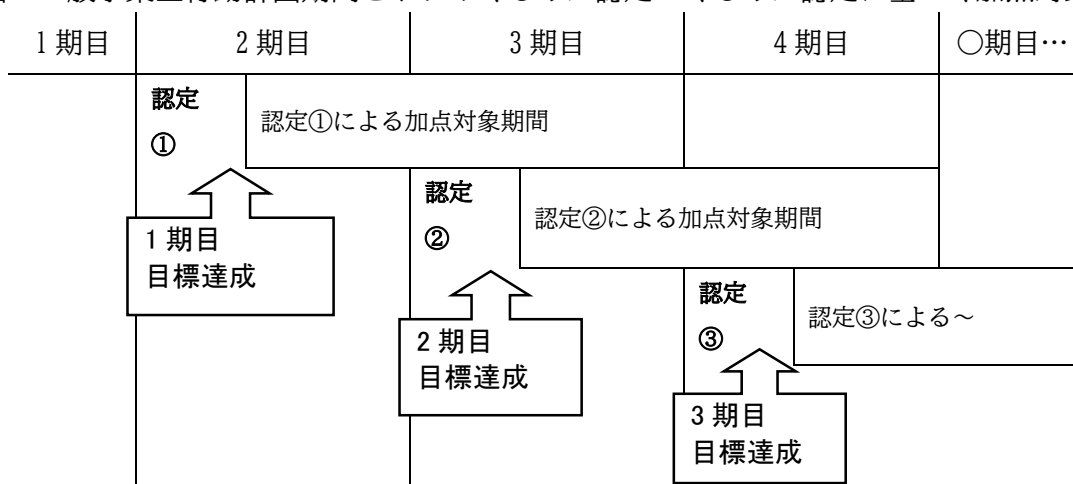 1 期目
2 期目
3 期目
4 期目
○期目…
認定
①
認定①による加点対象期間
1 期目
目標達成
認定
②
認定②による加点対象期間
2 期目
目標達成
認定
③
認定③による～
3 期目
目標達成